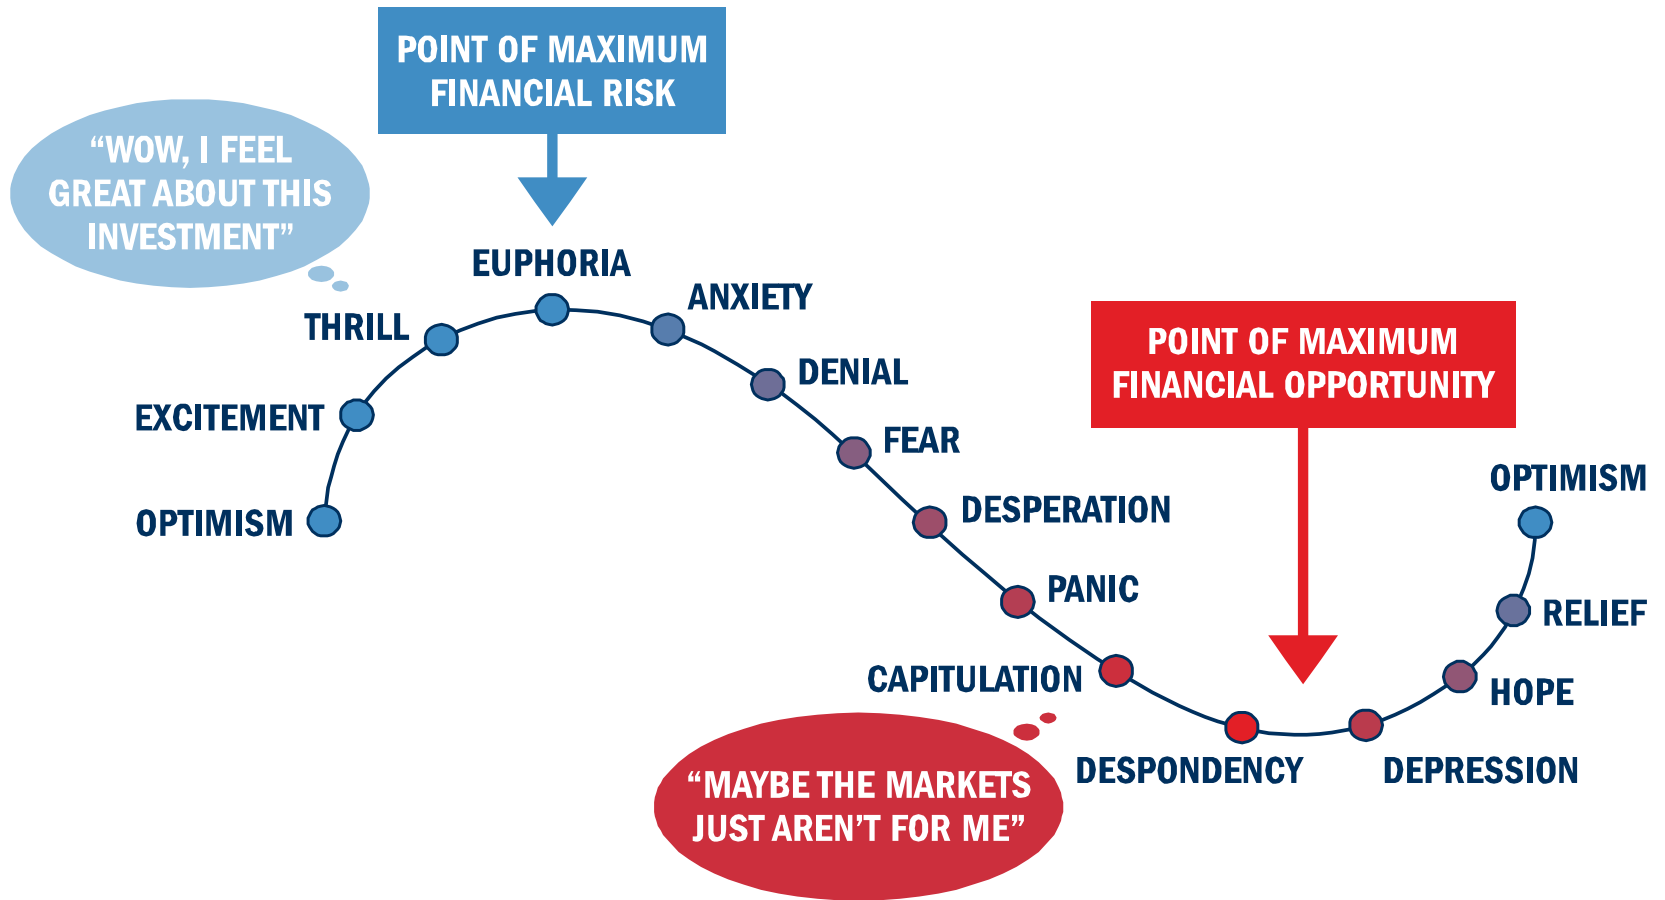 POINT OF MAXIMUM
FINANCIAL RISK
“WOW, I FEEL
GREAT ABOUT THIS
INVESTMENT”
EUPHORIA
ANXIETY
THRILL
DENIAL
EXCITEMENT
FEAR
OPTIMISM
DESPERATION
POINT OF MAXIMUM
FINANCIAL OPPORTUNITY
PANIC
CAPITULATION
“MAYBE THE MARKETS
JUST AREN’T FOR ME”
DESPONDENCY
DEPRESSION
HOPE
RELIEF
OPTIMISM